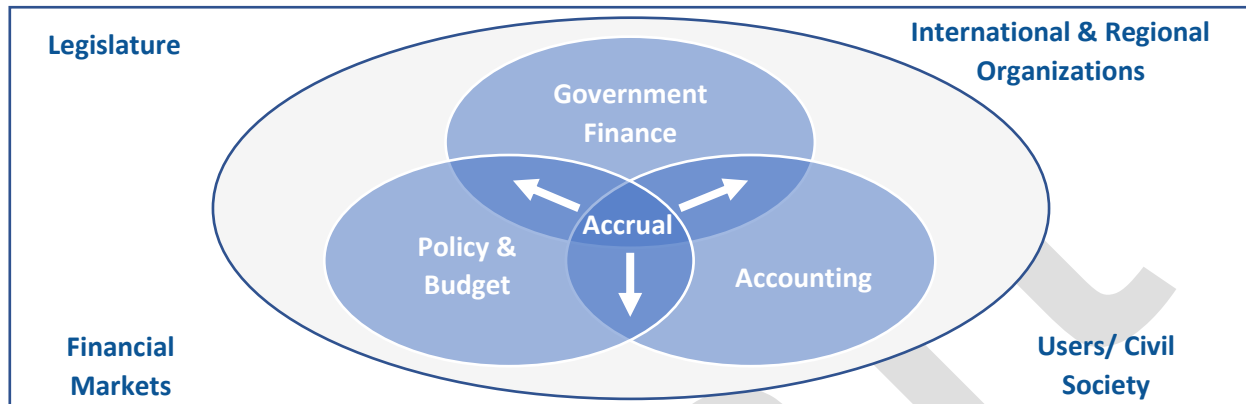 Legislature
International & Regional
Organizations
Government
Finance
Accrual
Policy &
Budget
Accounting
Financial
Markets
Users/ Civil
Society